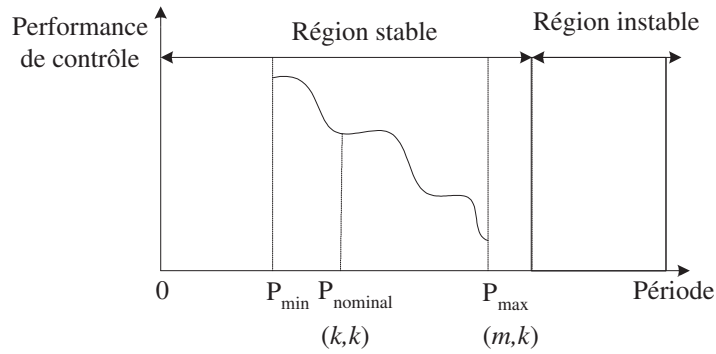 Performance
de contrôle
Région stable
Région instable
0
P_min
P_nominal
P_max
Période
(k,k)
(m,k)